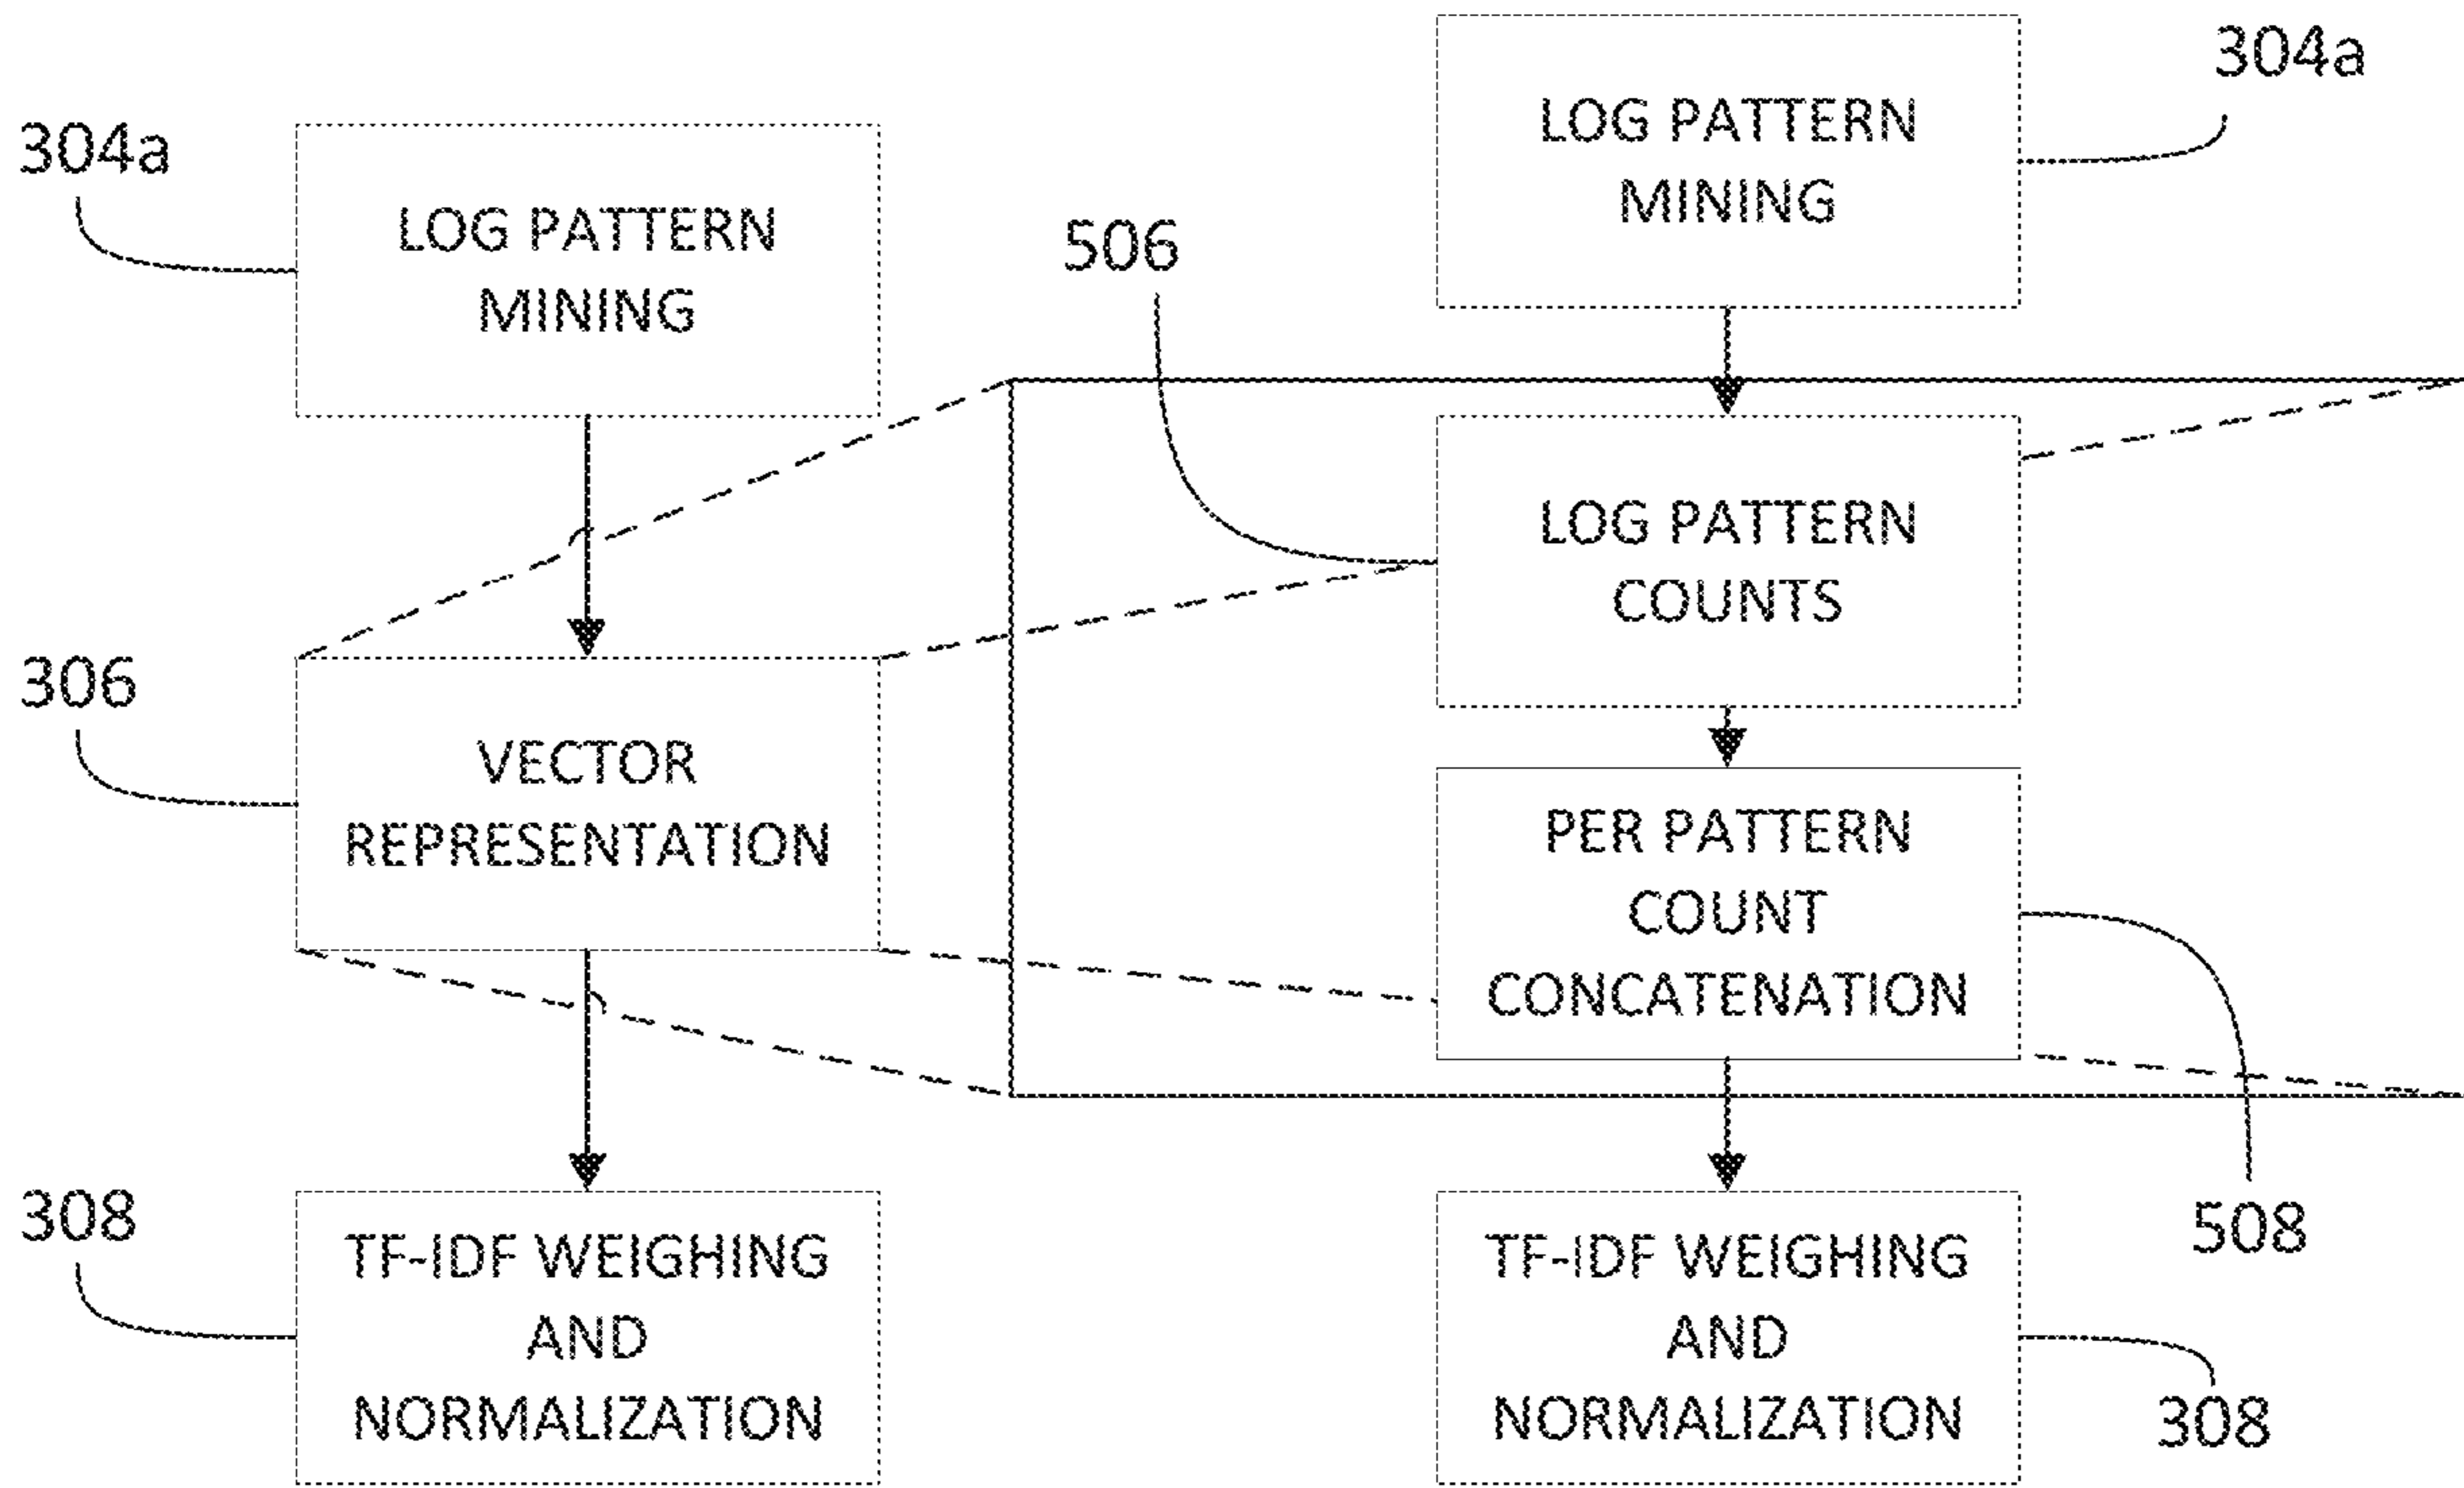 304a
LOG PATTERN
MINING
306
VECTOR
REPRESENTATION
308
TF-IDF WEIGHING
AND
NORMALIZATION
304a
LOG PATTERN
MINING
506
LOG PATTERN
COUNTS
PER PATTERN
COUNT
CONCATENATION
508
TF-IDF WEIGHING
AND
NORMALIZATION
308